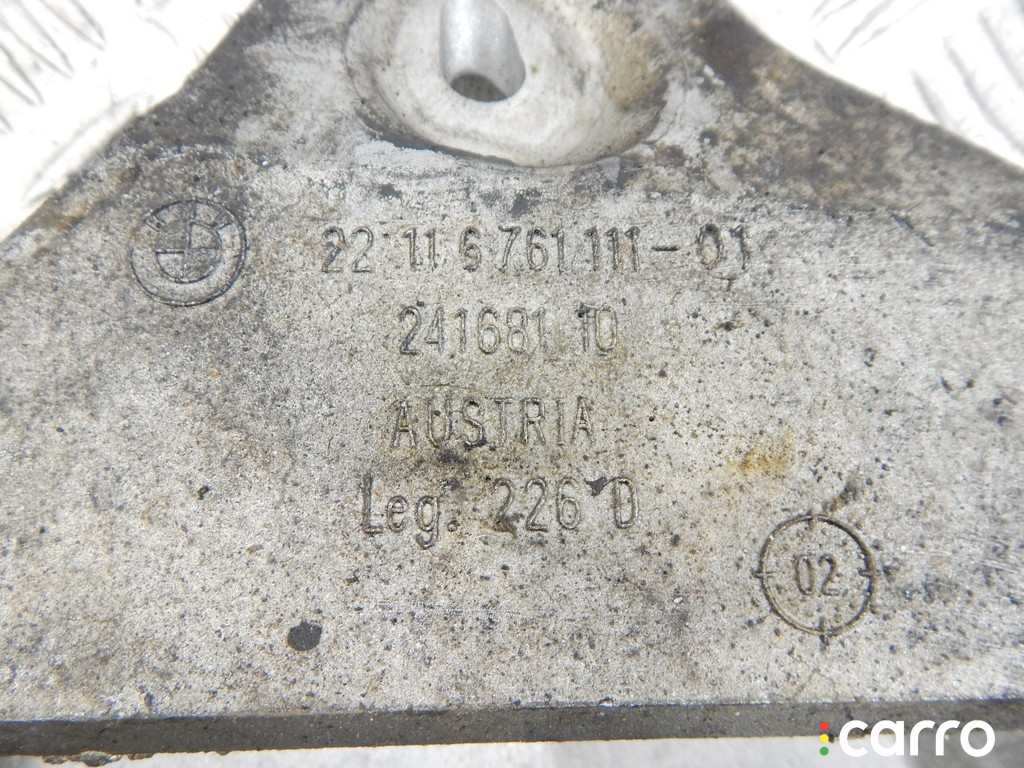 22 11 6 761 111-01
241681 10
AUSTRIA
Leg. 226 D
02
carro